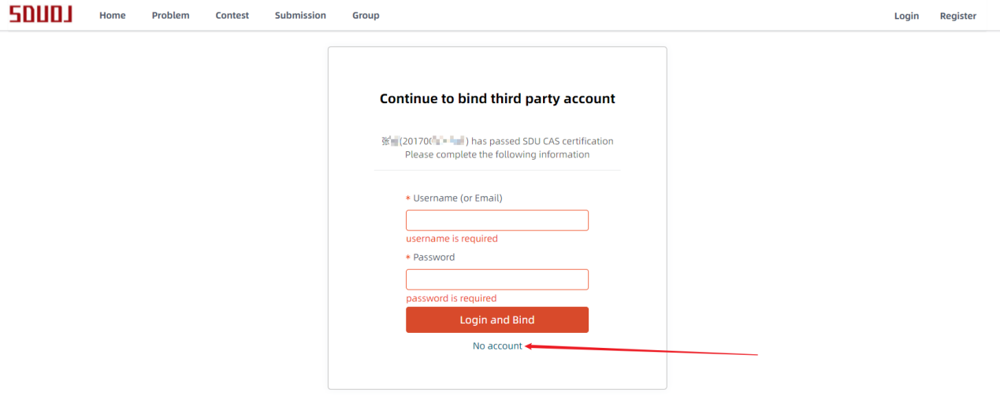 SDUOJ Home Problem Contest Submission Group Login Register
Continue to bind third party account
张 (20170 ) has passed SDU CAS certification
Please complete the following information
* Username (or Email)
username is required
* Password
password is required
Login and Bind
No account